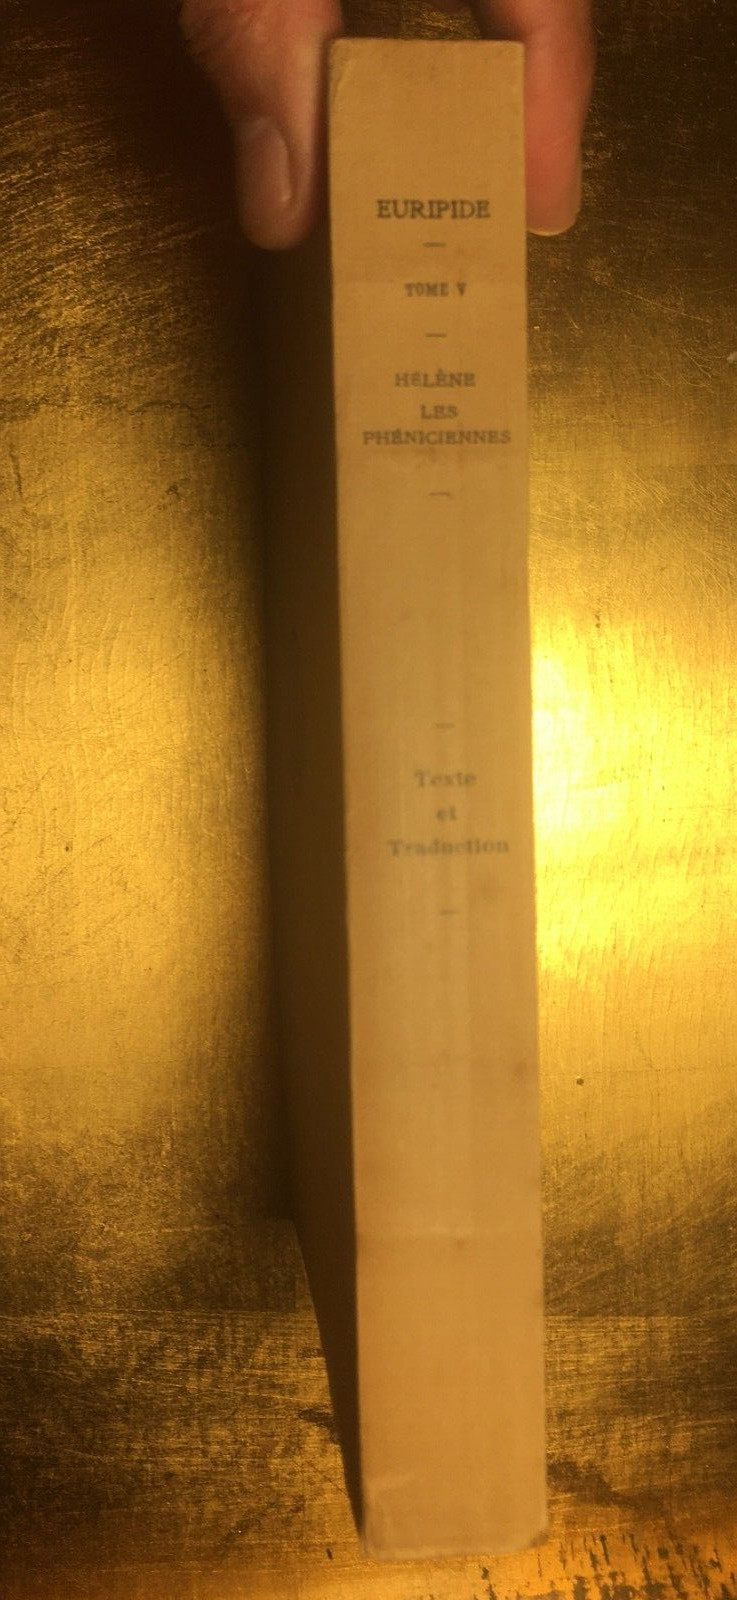 EURIPIDE
TOME V
HÉLÈNE
LES
PHÉNICIENNES
Texte
et
Traduction